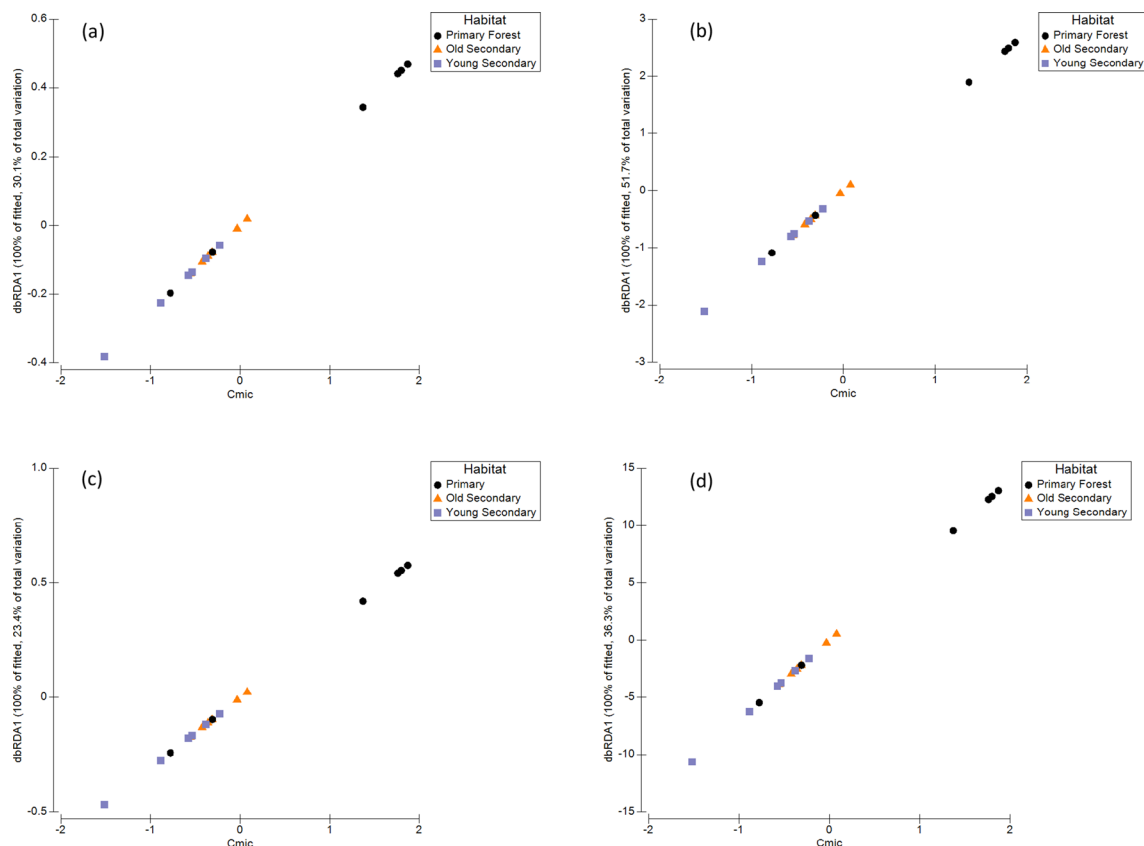 (a)
Habitat
Primary Forest
Old Secondary
Young Secondary
dbRDA1 (100% of fitted, 30.1% of total variation)
0.6
0.4
0.2
0
-0.2
-0.4
-2
-1
0
1
2
Cmic
(b)
Habitat
Primary Forest
Old Secondary
Young Secondary
dbRDA1 (100% of fitted, 51.7% of total variation)
3
2
1
0
-1
-2
-3
-2
-1
0
1
2
Cmic
(c)
Habitat
Primary
Old Secondary
Young Secondary
dbRDA1 (100% of fitted, 23.4% of total variation)
1.0
0.5
0
-0.5
-2
-1
0
1
2
Cmic
(d)
Habitat
Primary Forest
Old Secondary
Young Secondary
dbRDA1 (100% of fitted, 36.3% of total variation)
15
10
5
0
-5
-10
-15
-2
-1
0
1
2
Cmic